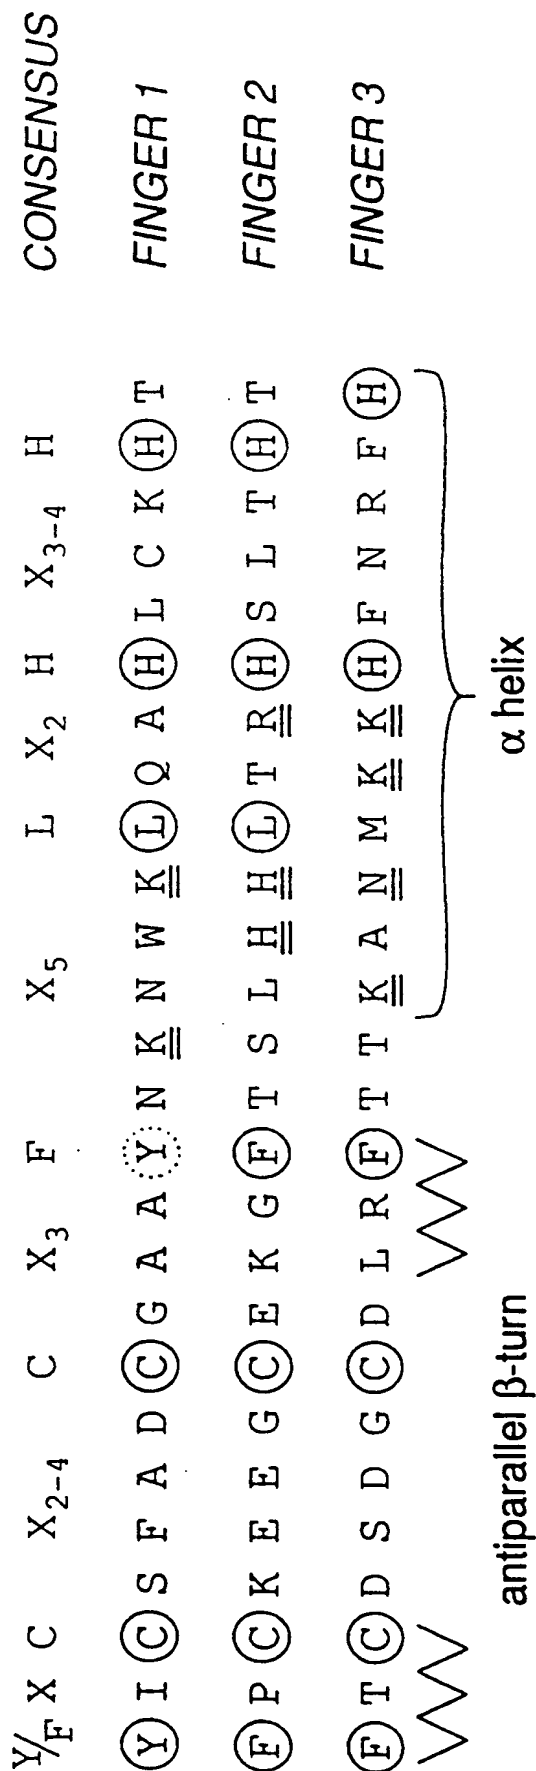 Y/F X C X₂₋₄ C X₃ F X₅ L X₂ H X₃₋₄ H CONSENSUS
Y I C S F A D C G A A Y N K N W K L Q A H L C K H T FINGER 1
F P C K E E G C E K G F T S L H H L T R H S L T H T FINGER 2
F T C D S D G C D L R F T T K A N M K K H F N R F H FINGER 3
antiparallel β-turn α helix